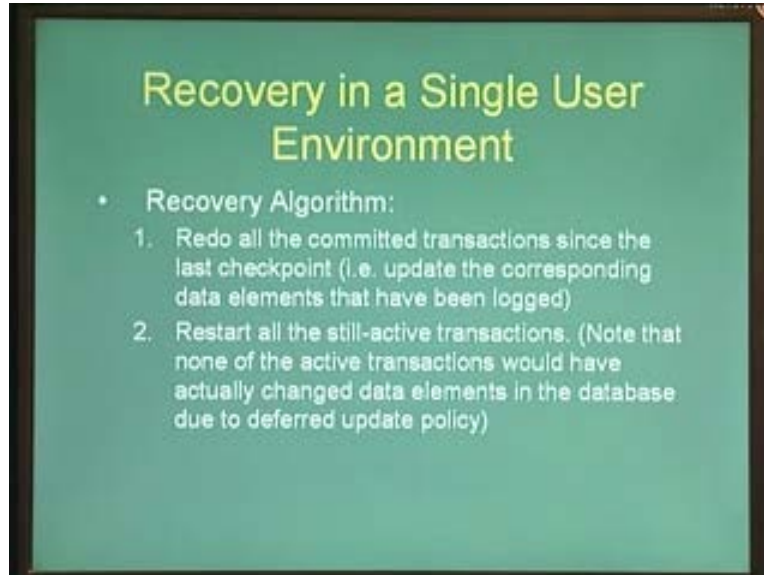 Recovery in a Single User
Environment
• Recovery Algorithm:
1. Redo all the committed transactions since the
last checkpoint (i.e. update the corresponding
data elements that have been logged)
2. Restart all the still-active transactions. (Note that
none of the active transactions would have
actually changed data elements in the database
due to deferred update policy)